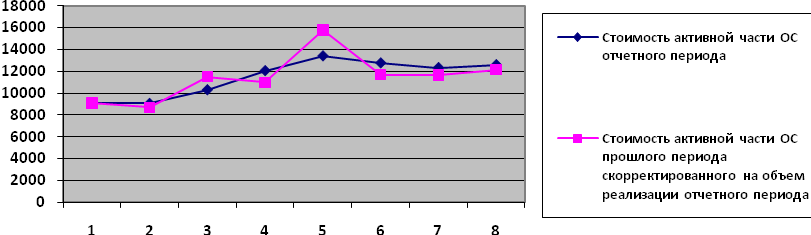 18000
16000
14000
12000
10000
8000
6000
4000
2000
0
1 2 3 4 5 6 7 8
Стоимость активной части ОС
отчетного периода
Стоимость активной части ОС
прошлого периода
скорректированного на объем
реализации отчетного периода